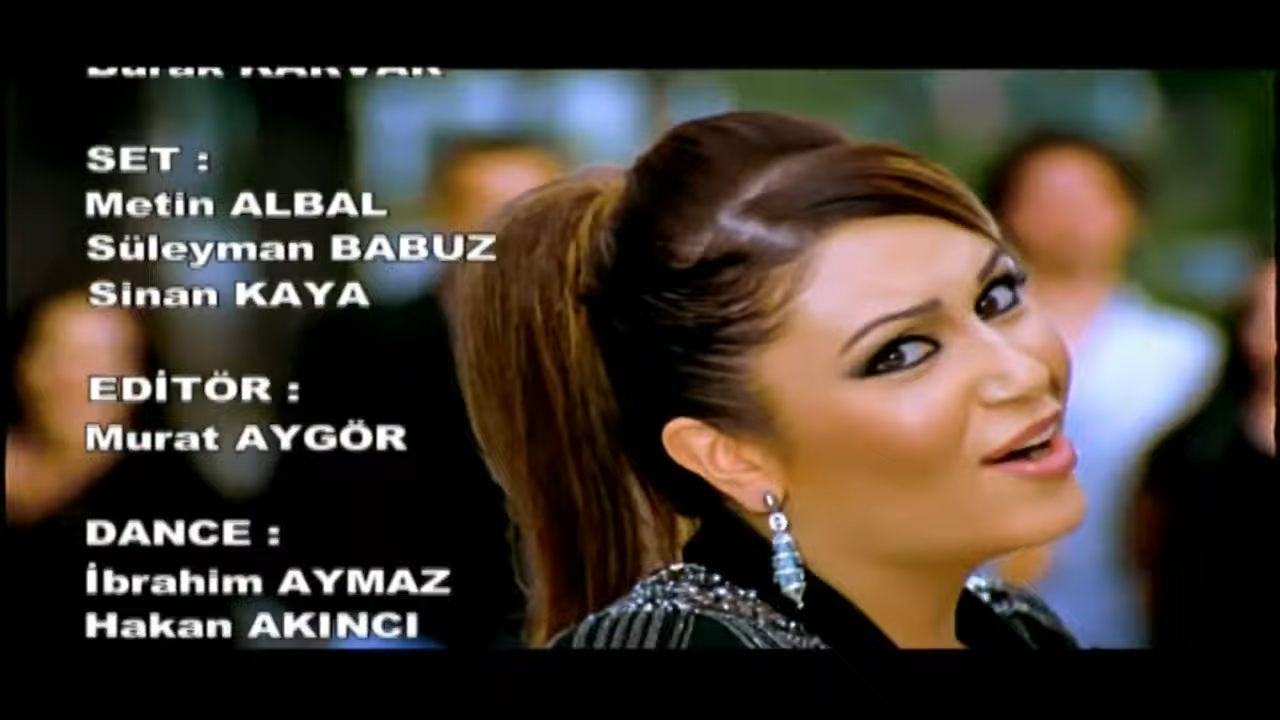 SET :
Metin ALBAL
Süleyman BABUZ
Sinan KAYA
EDİTÖR :
Murat AYGÖR
DANCE :
İbrahim AYMAZ
Hakan AKINCI